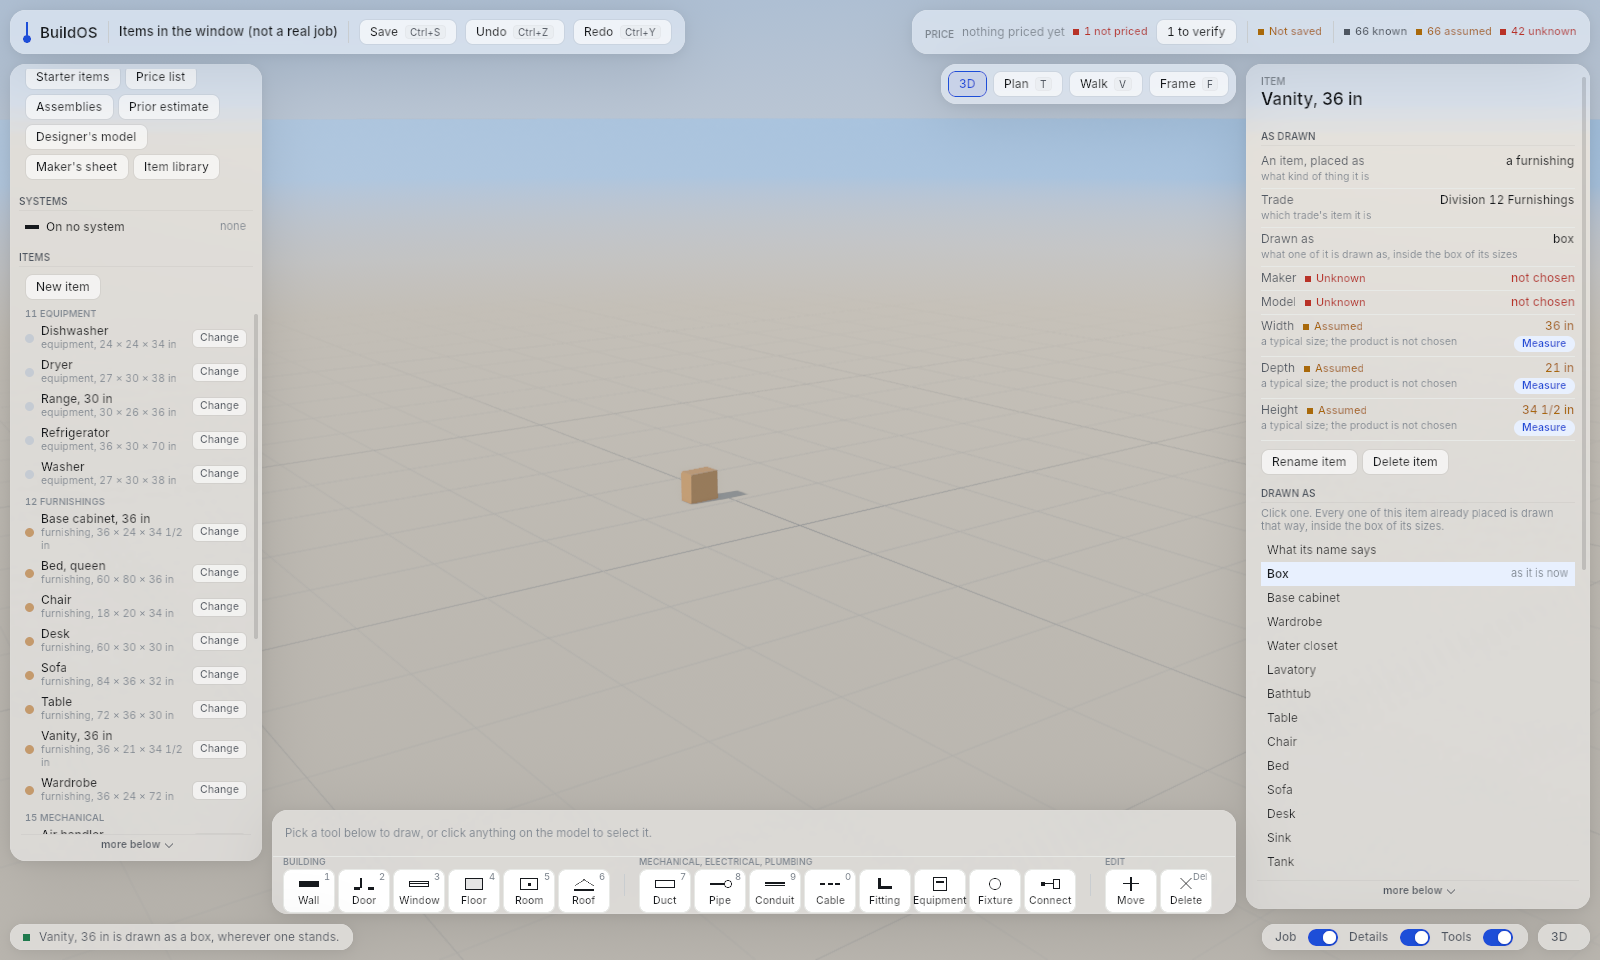 BuildOS
Items in the window (not a real job)
Save Ctrl+S
Undo Ctrl+Z
Redo Ctrl+Y
PRICE nothing priced yet 1 not priced 1 to verify Not saved 66 known 66 assumed 42 unknown
Starter items Price list
Assemblies Prior estimate
Designer's model
Maker's sheet Item library
SYSTEMS
On no system none
ITEMS
New item
11 EQUIPMENT
Dishwasher
equipment, 24 × 24 × 34 in
Change
Dryer
equipment, 27 × 30 × 38 in
Change
Range, 30 in
equipment, 30 × 26 × 36 in
Change
Refrigerator
equipment, 36 × 30 × 70 in
Change
Washer
equipment, 27 × 30 × 38 in
Change
12 FURNISHINGS
Base cabinet, 36 in
furnishing, 36 × 24 × 34 1/2
in
Change
Bed, queen
furnishing, 60 × 80 × 36 in
Change
Chair
furnishing, 18 × 20 × 34 in
Change
Desk
furnishing, 60 × 30 × 30 in
Change
Sofa
furnishing, 84 × 36 × 32 in
Change
Table
furnishing, 72 × 36 × 30 in
Change
Vanity, 36 in
furnishing, 36 × 21 × 34 1/2
in
Change
Wardrobe
furnishing, 36 × 24 × 72 in
Change
15 MECHANICAL
Air handler
more below
3D
Plan T
Walk V
Frame F
ITEM
Vanity, 36 in
AS DRAWN
An item, placed as a furnishing
what kind of thing it is
Trade Division 12 Furnishings
which trade's item it is
Drawn as box
what one of it is drawn as, inside the box of its sizes
Maker Unknown not chosen
Model Unknown not chosen
Width Assumed 36 in
a typical size; the product is not chosen Measure
Depth Assumed 21 in
a typical size; the product is not chosen Measure
Height Assumed 34 1/2 in
a typical size; the product is not chosen Measure
Rename item Delete item
DRAWN AS
Click one. Every one of this item already placed is drawn
that way, inside the box of its sizes.
What its name says
Box as it is now
Base cabinet
Wardrobe
Water closet
Lavatory
Bathtub
Table
Chair
Bed
Sofa
Desk
Sink
Tank
more below
Pick a tool below to draw, or click anything on the model to select it.
BUILDING
1 Wall
2 Door
3 Window
4 Floor
5 Room
6 Roof
MECHANICAL, ELECTRICAL, PLUMBING
7 Duct
8 Pipe
9 Conduit
0 Cable
Fitting
Equipment
Fixture
Connect
EDIT
Move
Del Delete
Vanity, 36 in is drawn as a box, wherever one stands.
Job Details Tools 3D